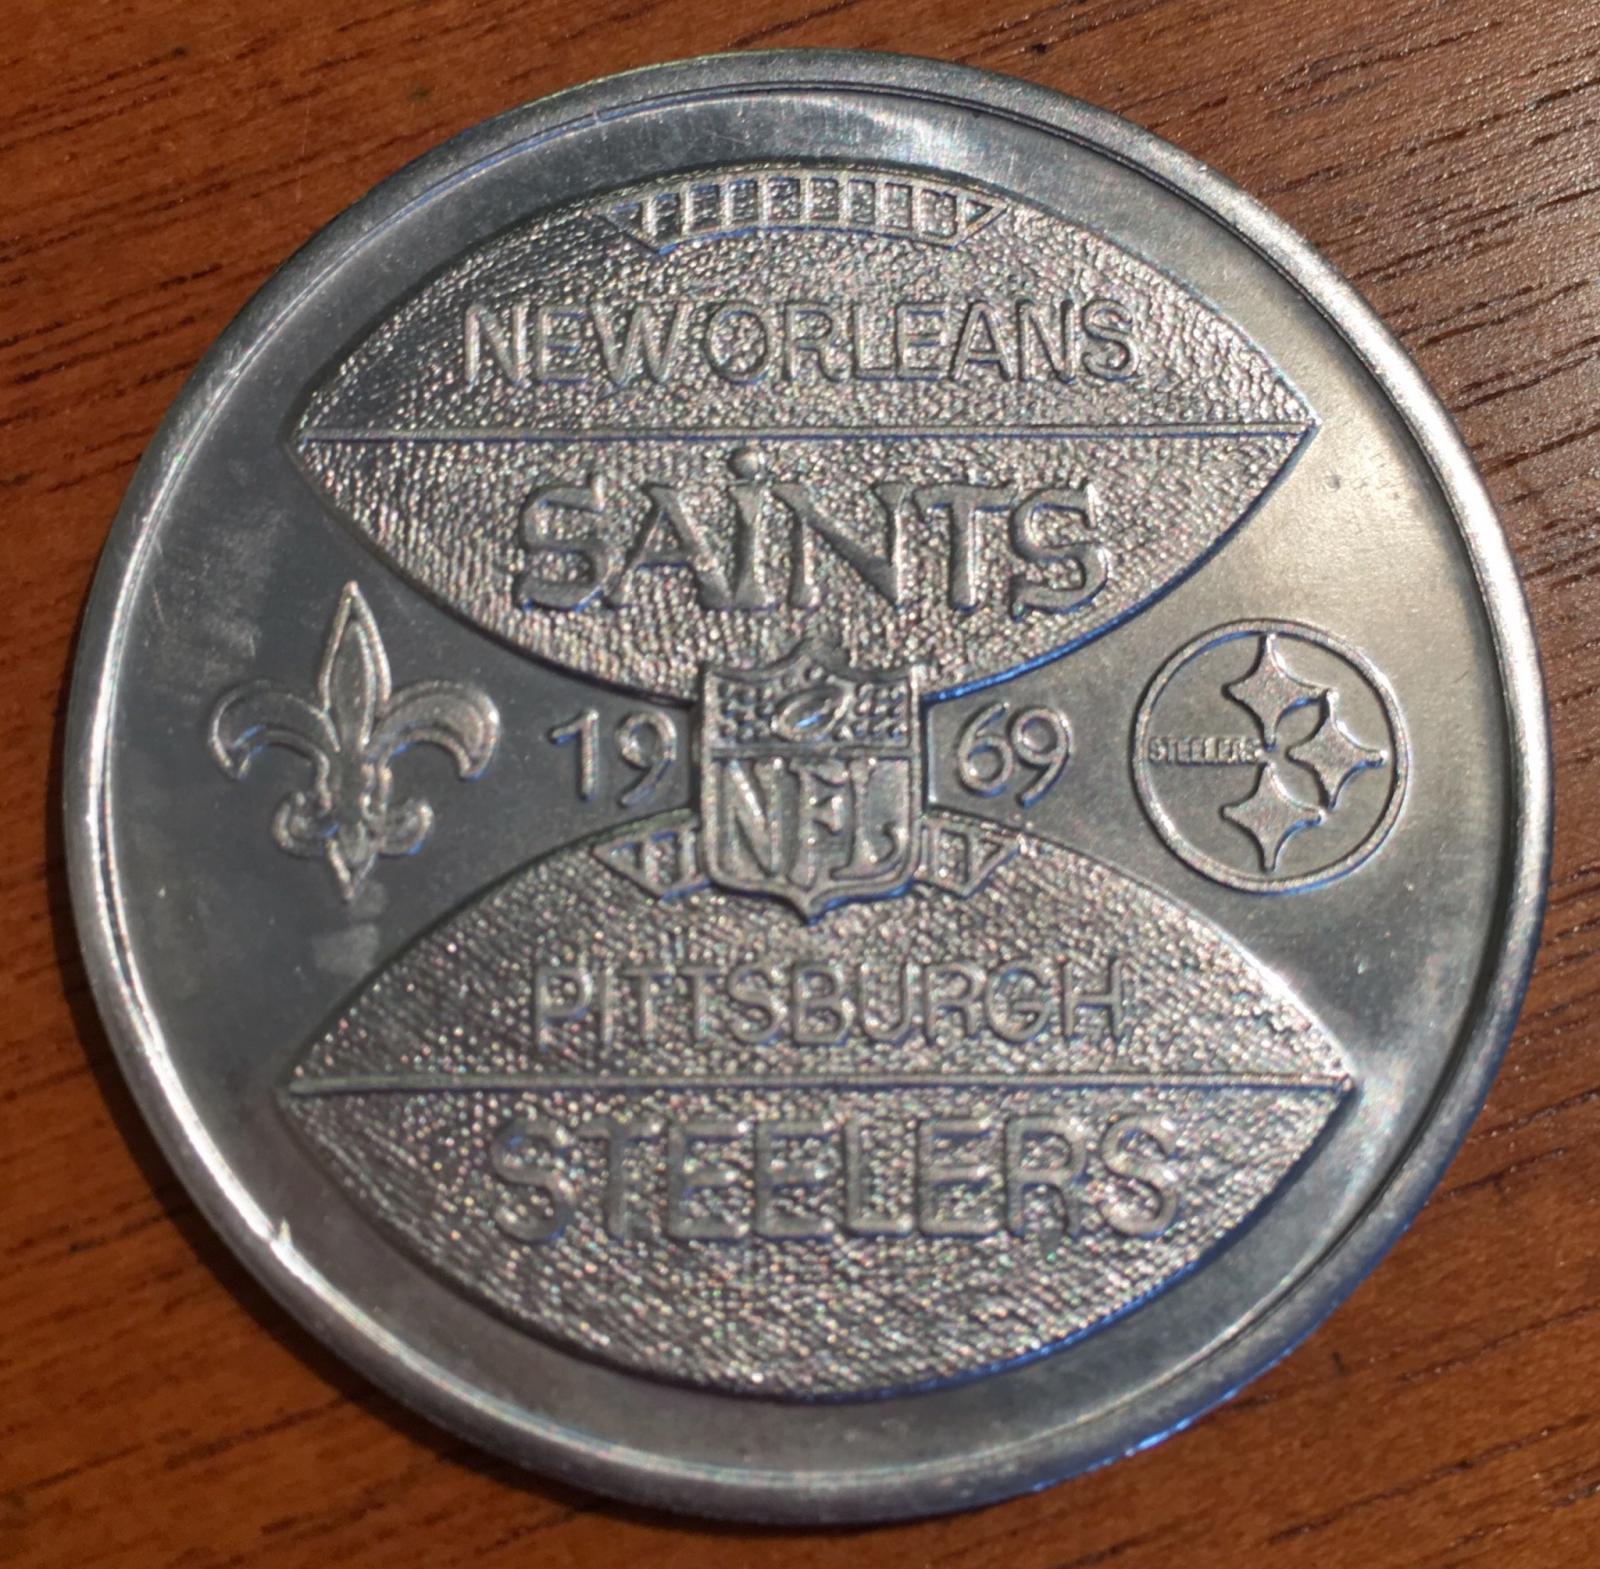 NEW ORLEANS
SAiNTS
19 NFL 69
STEELERS
PITTSBURGH
STEELERS